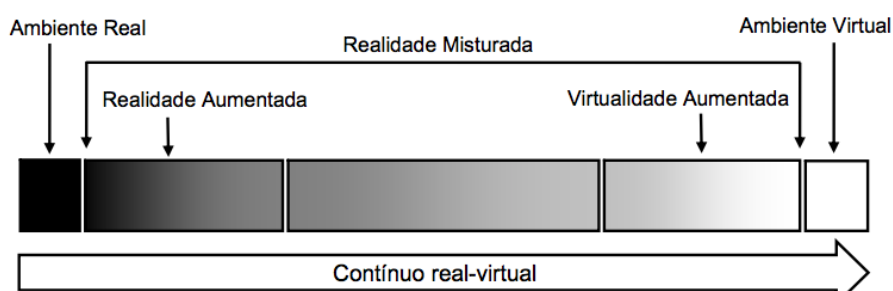 Ambiente Real
Realidade Misturada
Ambiente Virtual
Realidade Aumentada
Virtualidade Aumentada
Contínuo real-virtual